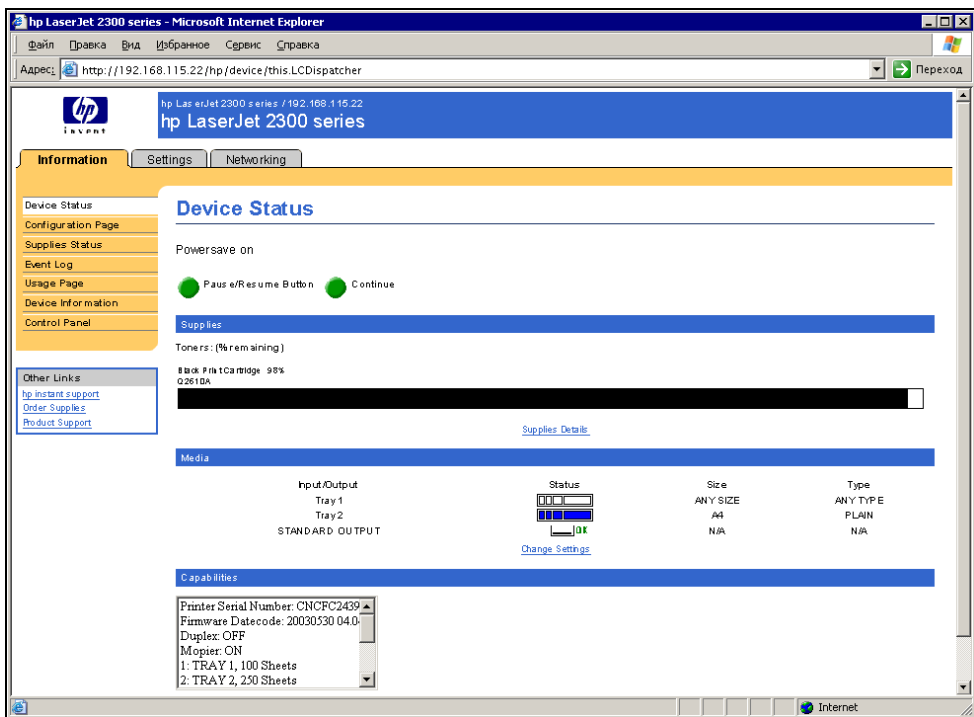 hp LaserJet 2300 series - Microsoft Internet Explorer
Файл Правка Вид Избранное Сервис Справка
Адрес: http://192.168.115.22/hp/device/this.LCDispatcher Переход
hp invent
hp LaserJet 2300 series / 192.168.115.22
hp LaserJet 2300 series
Information Settings Networking
Device Status
Configuration Page
Supplies Status
Event Log
Usage Page
Device Information
Control Panel
Other Links
hp instant support
Order Supplies
Product Support
Device Status
Powersave on
Pause/Resume Button Continue
Supplies
Toners: (% remaining)
Black Print Cartridge 98%
Q2610A
Supplies Details
Media
Input/Output Status Size Type
Tray 1 ANY SIZE ANY TYPE
Tray 2 A4 PLAIN
STANDARD OUTPUT OK N/A N/A
Change Settings
Capabilities
Printer Serial Number: CNCFC2439
Firmware Datecode: 20030530 04.0
Duplex: OFF
Mopier: ON
1: TRAY 1, 100 Sheets
2: TRAY 2, 250 Sheets
Internet